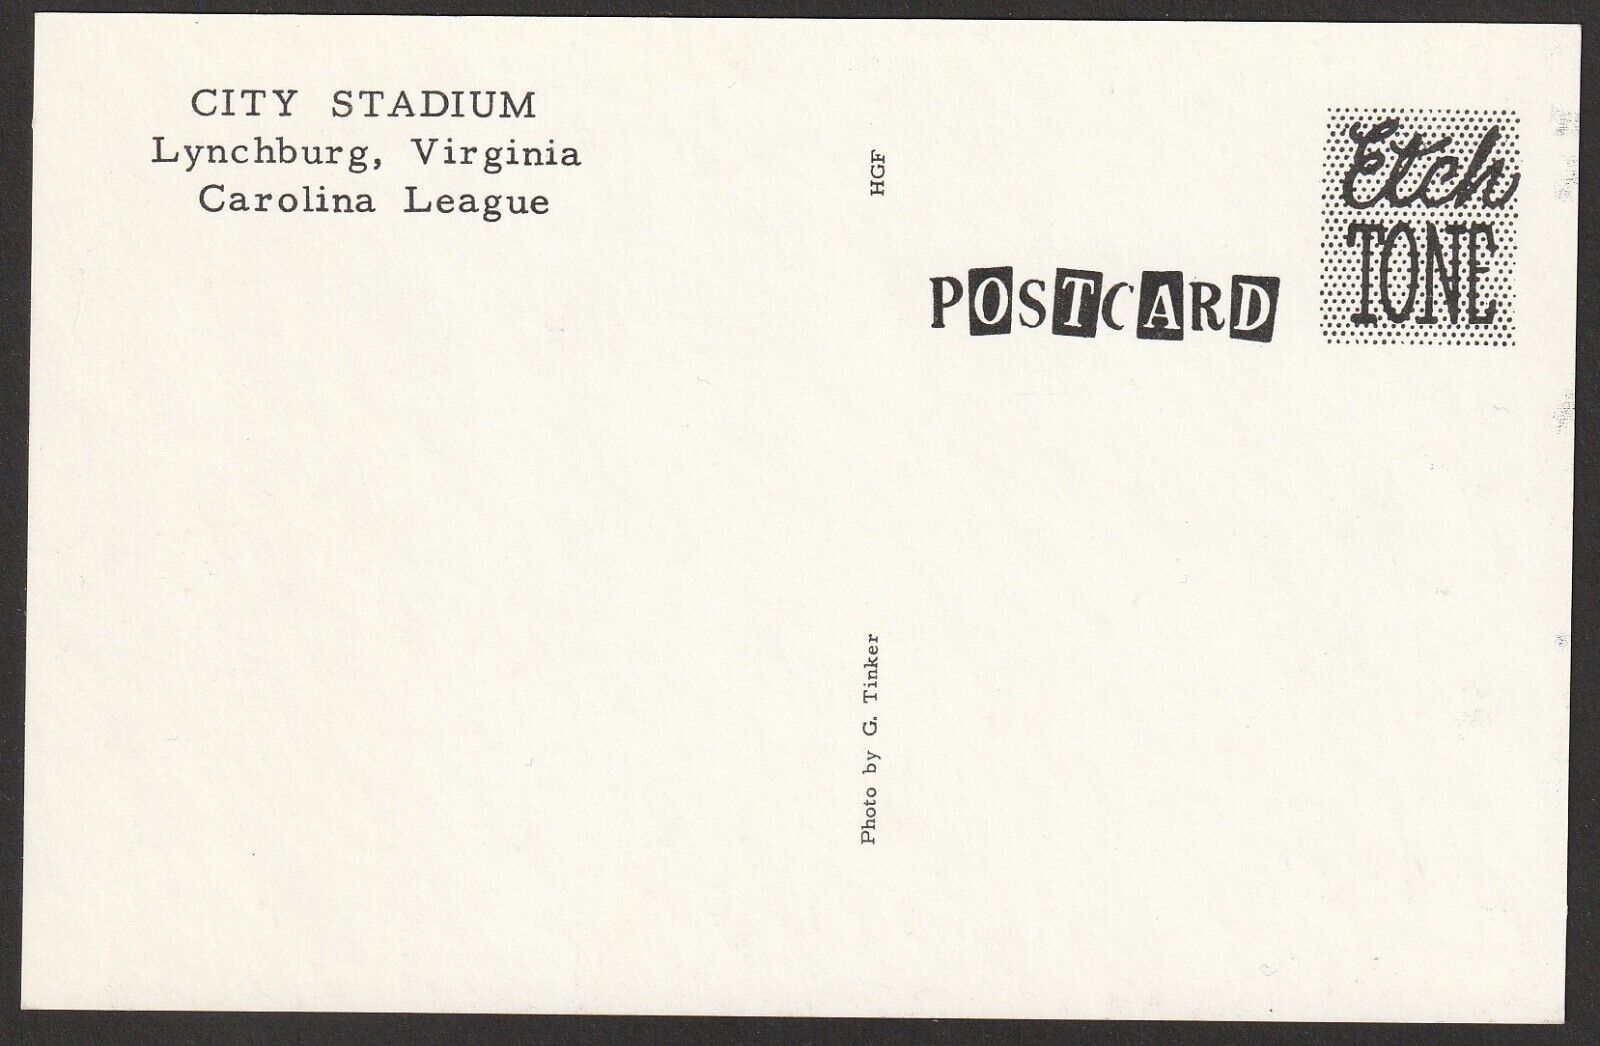 CITY STADIUM
Lynchburg, Virginia
Carolina League
HGF
Photo by G. Tinker
POSTCARD
Etch
TONE